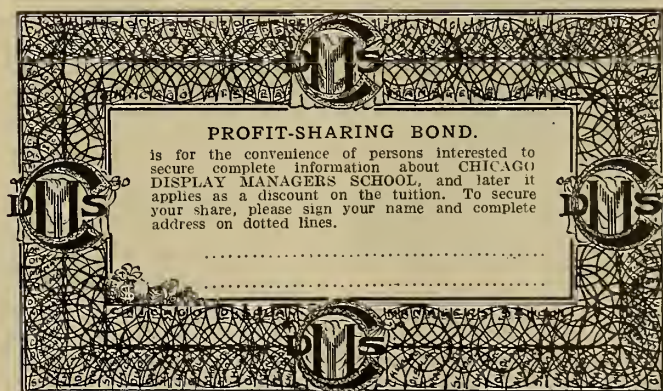 PROFIT-SHARING BOND.
is for the convenience of persons interested to
secure complete information about CHICAGO
DISPLAY MANAGERS SCHOOL, and later it
applies as a discount on the tuition. To secure
your share, please sign your name and complete
address on dotted lines.